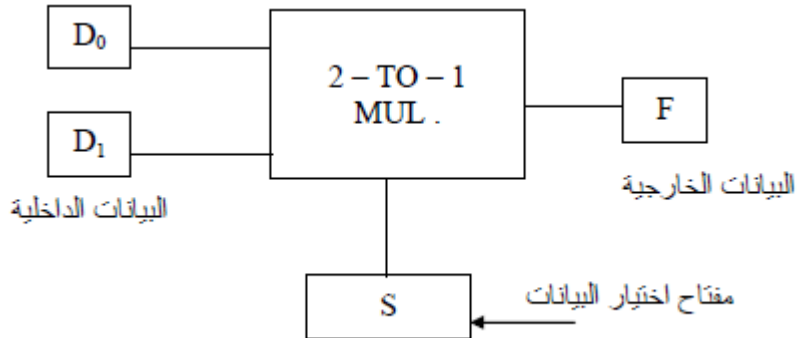 D₀
2 – TO – 1
MUL .
F
D₁
البيانات الخارجية
البيانات الداخلية
S
مفتاح اختيار البيانات